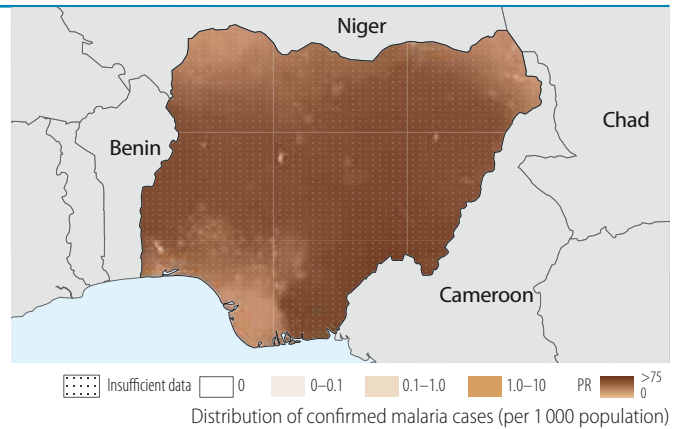 Niger
Chad
Benin
Cameroon
Insufficient data 0 0–0.1 0.1–1.0 1.0–10 PR >75
0
Distribution of confirmed malaria cases (per 1 000 population)